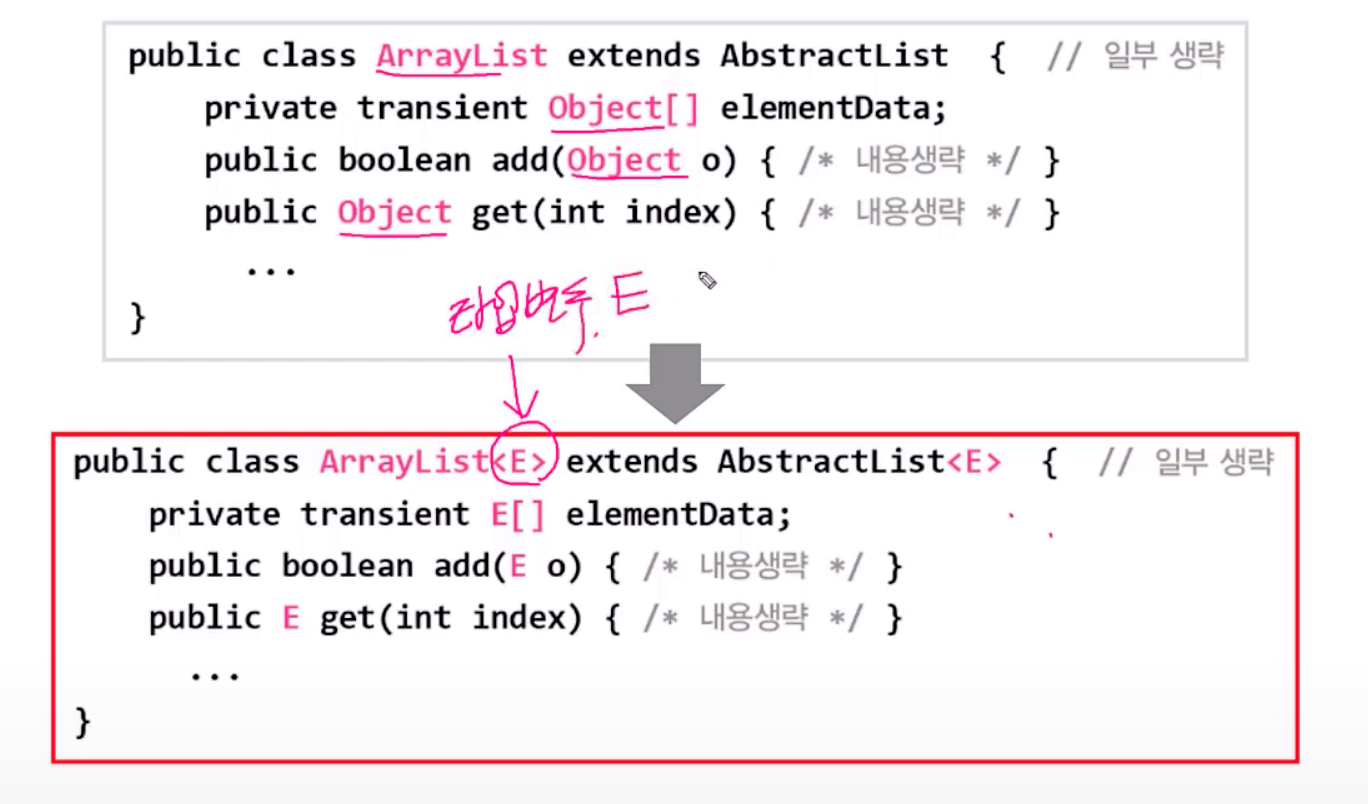 public class ArrayList extends AbstractList { // 일부 생략
private transient Object[] elementData;
public boolean add(Object o) { /* 내용생략 */ }
public Object get(int index) { /* 내용생략 */ }
...
}
타입변수. E
public class ArrayList<E> extends AbstractList<E> { // 일부 생략
private transient E[] elementData;
public boolean add(E o) { /* 내용생략 */ }
public E get(int index) { /* 내용생략 */ }
...
}